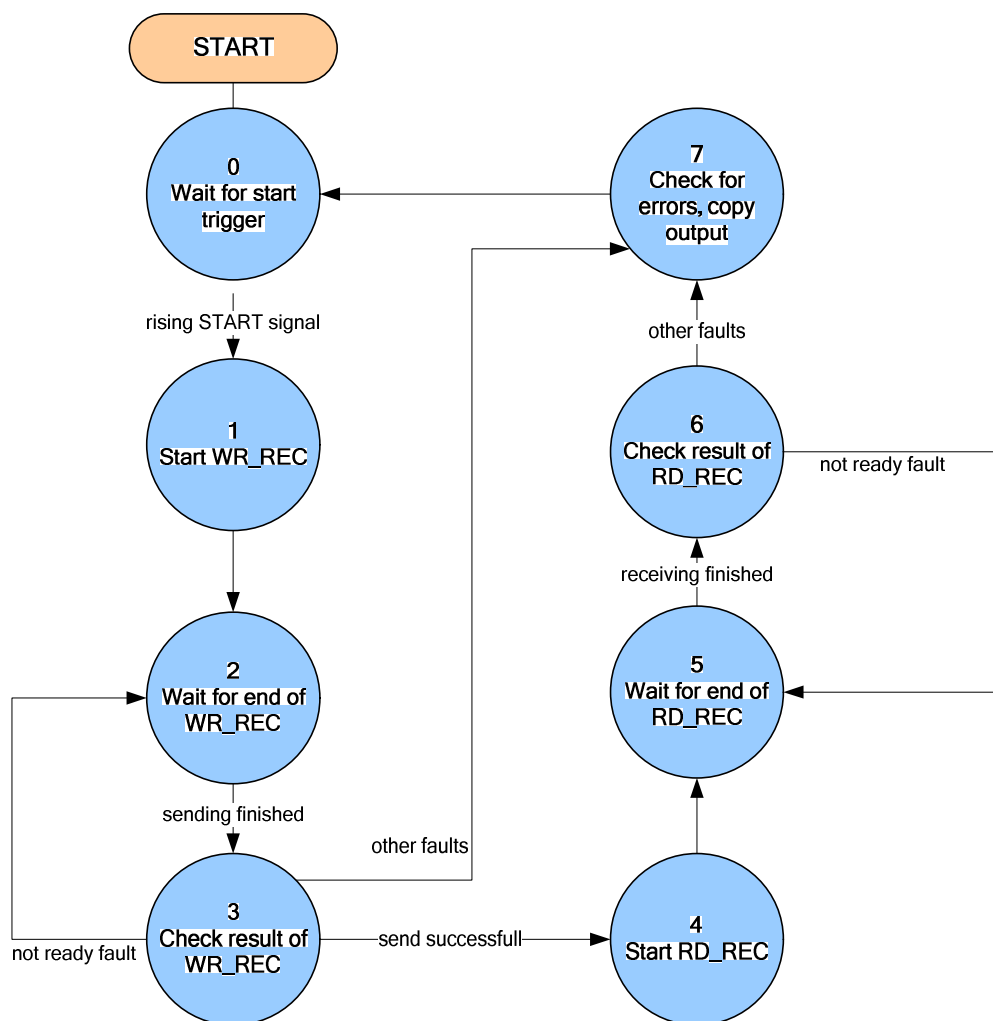 START
0
Wait for start
trigger
rising START signal
1
Start WR_REC
2
Wait for end of
WR_REC
sending finished
3
Check result of
WR_REC
not ready fault
other faults
send successfull
4
Start RD_REC
5
Wait for end of
RD_REC
receiving finished
6
Check result of
RD_REC
not ready fault
other faults
7
Check for
errors, copy
output